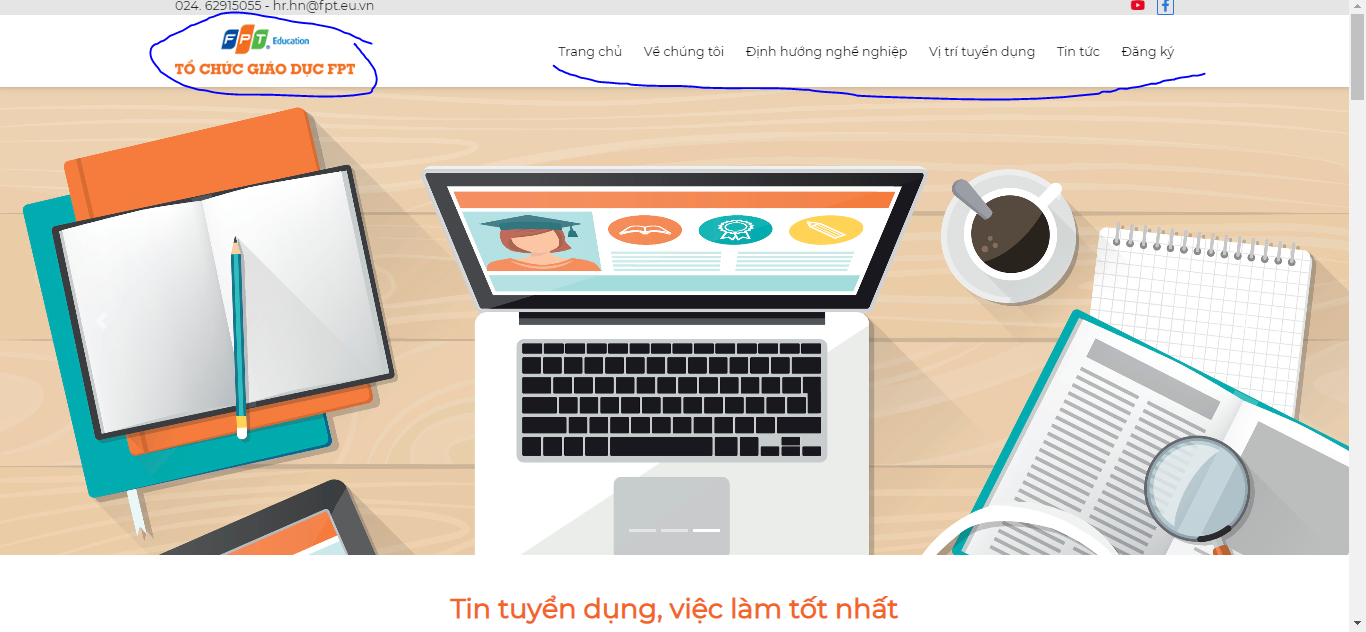 024. 62915055 - hr.hn@fpt.eu.vn
FPT Education
TỔ CHỨC GIÁO DỤC FPT
Trang chủ Về chúng tôi Định hướng nghề nghiệp Vị trí tuyển dụng Tin tức Đăng ký
Tin tuyển dụng, việc làm tốt nhất